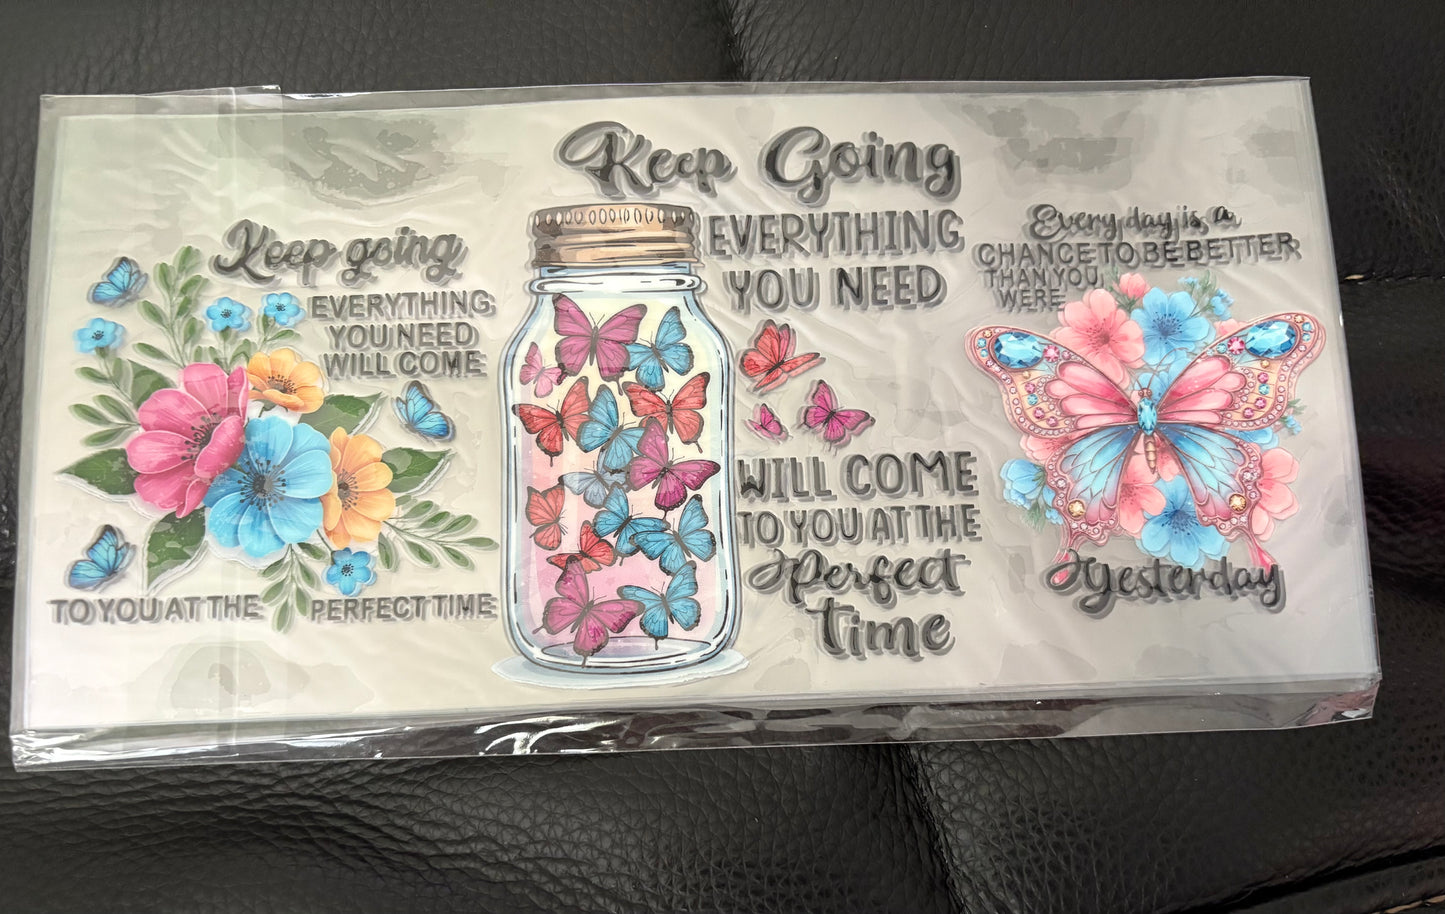 Keep going
EVERYTHING
YOU NEED
WILL COME
TO YOU AT THE PERFECT TIME
Keep Going
EVERYTHING
YOU NEED
WILL COME
TO YOU AT THE
Perfect
time
Every day is a
CHANCE TO BE BETTER
THAN YOU
WERE
Yesterday